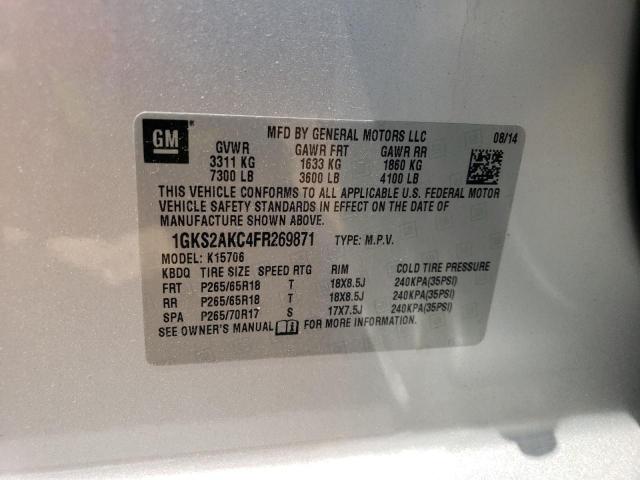 GM
MFD BY GENERAL MOTORS LLC 08/14
GVWR GAWR FRT GAWR RR
3311 KG 1633 KG 1860 KG
7300 LB 3600 LB 4100 LB
THIS VEHICLE CONFORMS TO ALL APPLICABLE U.S. FEDERAL MOTOR
VEHICLE SAFETY STANDARDS IN EFFECT ON THE DATE OF
MANUFACTURE SHOWN ABOVE.
1GKS2AKC4FR269871 TYPE: M.P.V.
MODEL: K15706
KBDQ TIRE SIZE SPEED RTG RIM COLD TIRE PRESSURE
FRT P265/65R18 T 18X8.5J 240KPA(35PSI)
RR P265/65R18 T 18X8.5J 240KPA(35PSI)
SPA P265/70R17 S 17X7.5J 240KPA(35PSI)
SEE OWNER'S MANUAL FOR MORE INFORMATION.